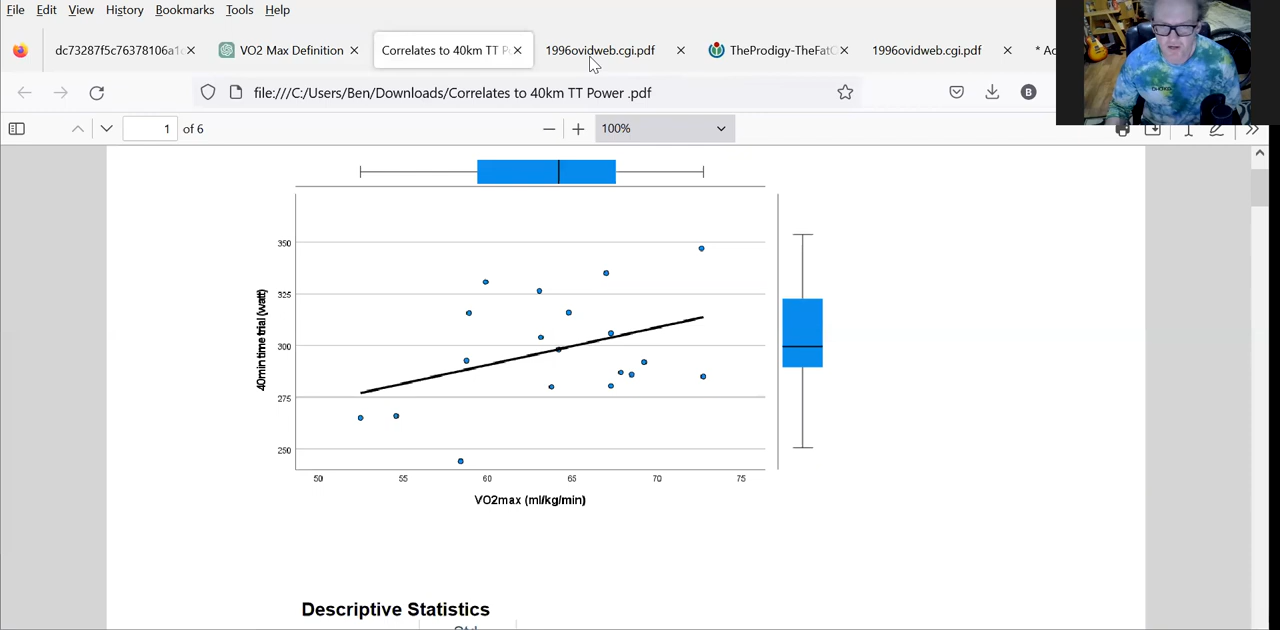 File Edit View History Bookmarks Tools Help
dc73287f5c76378106a1 VO2 Max Definition Correlates to 40km TT P 1996ovidweb.cgi.pdf TheProdigy-TheFat 1996ovidweb.cgi.pdf
file:///C:/Users/Ben/Downloads/Correlates to 40km TT Power .pdf B
1 of 6 100%
350
325
300
275
250
40min time trial (watt)
50 55 60 65 70 75
VO2max (ml/kg/min)
Descriptive Statistics